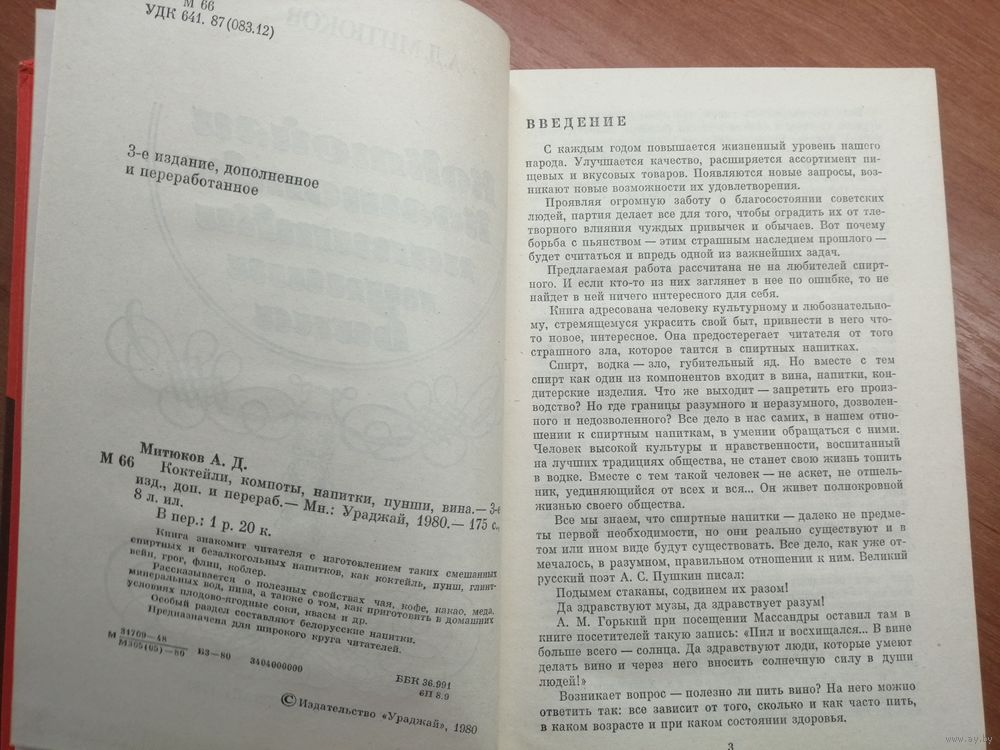 М 66
УДК 641. 87(083.12)
3-е издание, дополненное
и переработанное
Митюков А. Д.
М 66
Коктейли, компоты, напитки, пунши, вина.— 3-е
изд., доп. и перераб.— Мн.: Ураджай, 1980.— 175 с.,
8 л. ил.
В пер.: 1 р. 20 к.
Книга знакомит читателя с изготовлением таких смешанных
спиртных и безалкогольных напитков, как коктейль, пунш, глинт-
вейн, грог, флип, коблер.
Рассказывается о полезных свойствах чая, кофе, какао, меда,
минеральных вод, пива, а также о том, как приготовить в домашних
условиях плодово-ягодные соки, квасы и др.
Особый раздел составляют белорусские напитки.
Предназначена для широкого круга читателей.
М 31709—48
М305(05)—80 БЗ—80 3404000000
ББК 36.991
6П 8.9
© Издательство «Ураджай», 1980
ВВЕДЕНИЕ
С каждым годом повышается жизненный уровень нашего
народа. Улучшается качество, расширяется ассортимент пи-
щевых и вкусовых товаров. Появляются новые запросы, воз-
никают новые возможности их удовлетворения.
Проявляя огромную заботу о благосостоянии советских
людей, партия делает все для того, чтобы оградить их от тле-
творного влияния чуждых привычек и обычаев. Вот почему
борьба с пьянством — этим страшным наследием прошлого —
будет считаться и впредь одной из важнейших задач.
Предлагаемая работа рассчитана не на любителей спирт-
ного. И если кто-то из них заглянет в нее по ошибке, то не
найдет в ней ничего интересного для себя.
Книга адресована человеку культурному и любознательно-
му, стремящемуся украсить свой быт, привнести в него что-
то новое, интересное. Она предостерегает читателя от того
страшного зла, которое таится в спиртных напитках.
Спирт, водка — зло, губительный яд. Но вместе с тем
спирт как один из компонентов входит в вина, напитки, кон-
дитерские изделия. Что же выходит — запретить его произ-
водство? Но где границы разумного и неразумного, дозволен-
ного и недозволенного? Все дело в нас самих, в нашем отно-
шении к спиртным напиткам, в умении обращаться с ними.
Человек высокой культуры и нравственности, воспитанный
на лучших традициях общества, не станет свою жизнь топить
в водке. Вместе с тем такой человек — не аскет, не отшель-
ник, уединяющийся от всех и вся... Он живет полнокровной
жизнью своего общества.
Все мы знаем, что спиртные напитки — далеко не предме-
ты первой необходимости, но они реально существуют и в
том или ином виде будут существовать. Все дело, как уже от-
мечалось, в разумном, правильном отношении к ним. Великий
русский поэт А. С. Пушкин писал:
Подымем стаканы, содвинем их разом!
Да здравствуют музы, да здравствует разум!
А. М. Горький при посещении Массандры оставил там в
книге посетителей такую запись: «Пил и восхищался... В вине
больше всего — солнца. Да здравствуют люди, которые умеют
делать вино и через него вносить солнечную силу в души
людей!»
Возникает вопрос — полезно ли пить вино? На него можно
ответить так: все зависит от того, сколько и как часто пить,
в каком возрасте и при каком состоянии здоровья.
3
www.ay.by